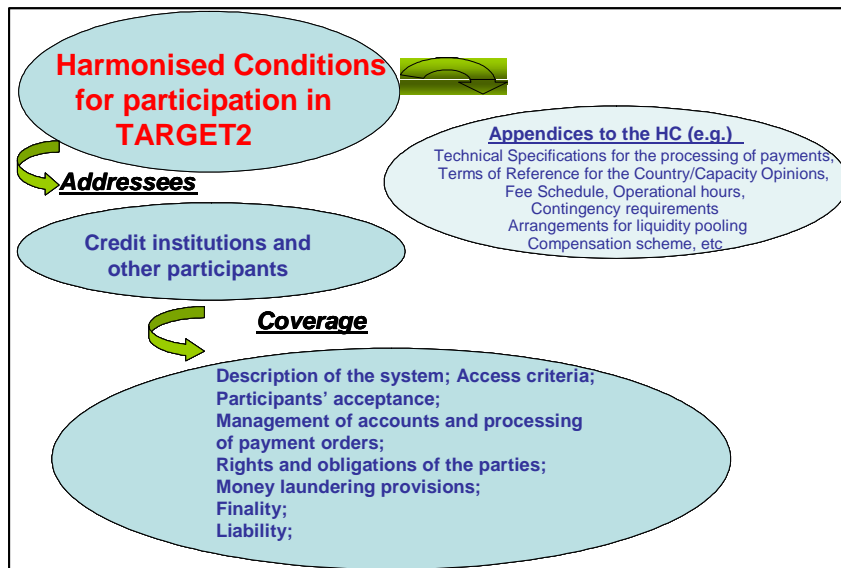 Harmonised Conditions
for participation in
TARGET2
Appendices to the HC (e.g.)
Technical Specifications for the processing of payments,
Terms of Reference for the Country/Capacity Opinions,
Fee Schedule, Operational hours,
Contingency requirements
Arrangements for liquidity pooling
Compensation scheme, etc
Addressees
Credit institutions and
other participants
Coverage
Description of the system; Access criteria;
Participants’ acceptance;
Management of accounts and processing
of payment orders;
Rights and obligations of the parties;
Money laundering provisions;
Finality;
Liability;